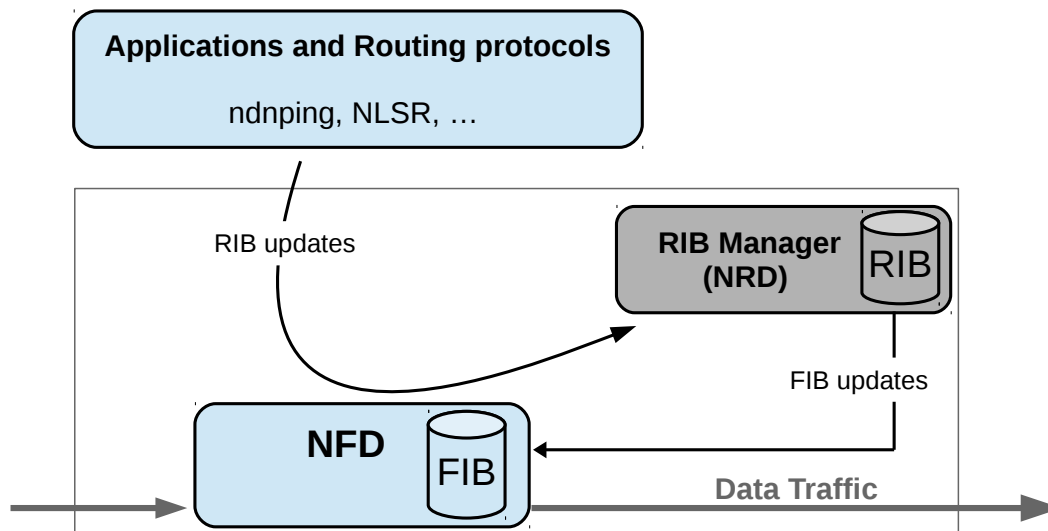 Applications and Routing protocols
ndnping, NLSR, …
RIB updates
RIB Manager
(NRD)
RIB
FIB updates
NFD
FIB
Data Traffic